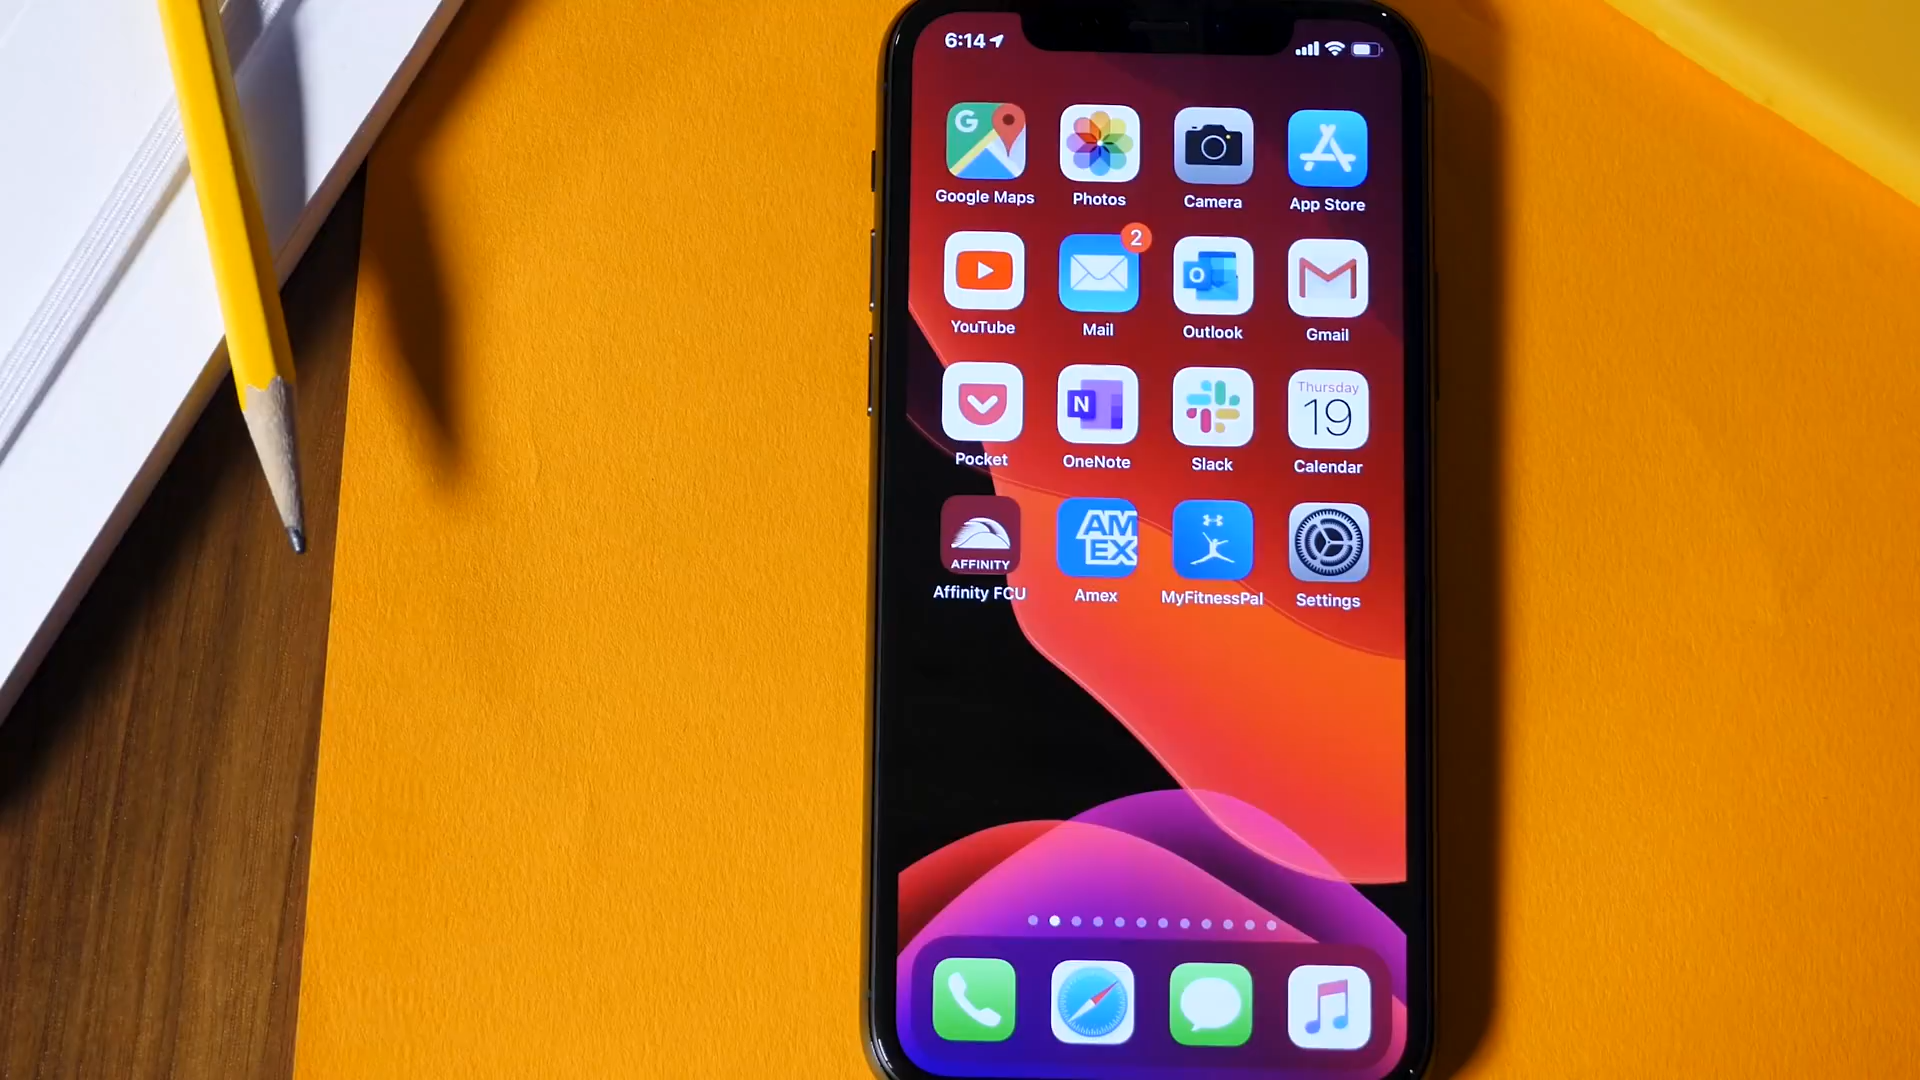 6:14
G
Google Maps
Photos
Camera
App Store
2
YouTube
Mail
O
Outlook
Gmail
Thursday
19
N
Pocket
OneNote
Slack
Calendar
AFFINITY
AM
EX
Affinity FCU
Amex
MyFitnessPal
Settings